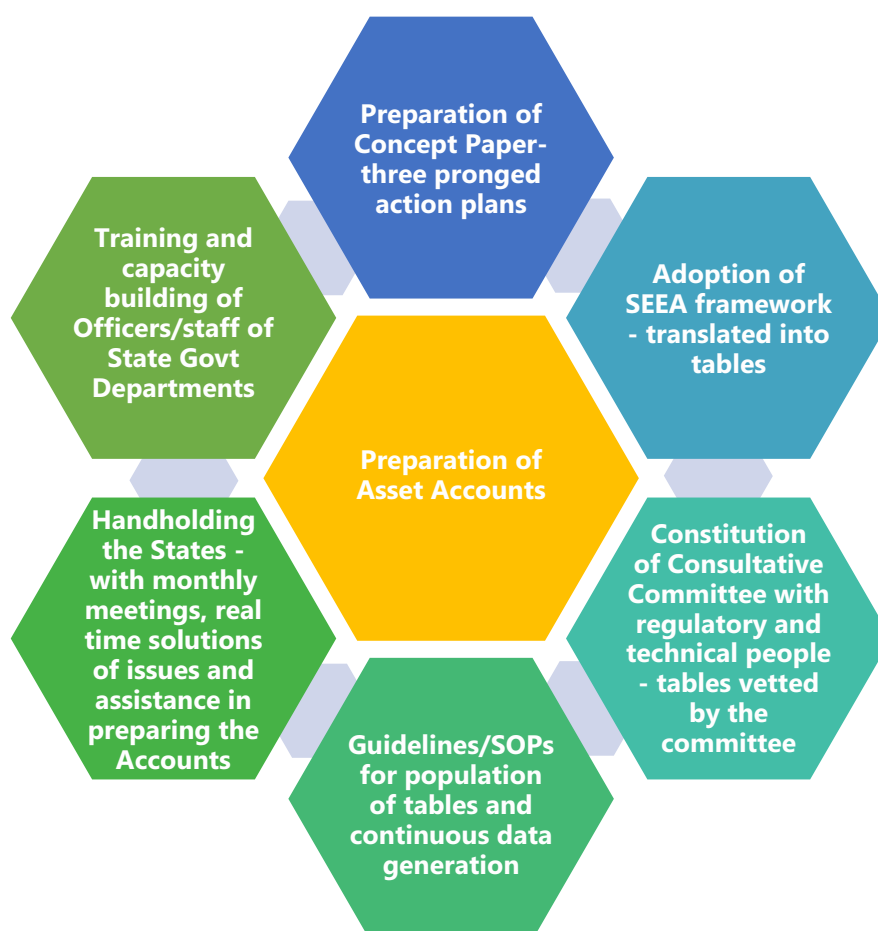 Preparation of
Concept Paper-
three pronged
action plans
Training and
capacity
building of
Officers/staff of
State Govt
Departments
Adoption of
SEEA framework
- translated into
tables
Preparation of
Asset Accounts
Handholding
the States -
with monthly
meetings, real
time solutions
of issues and
assistance in
preparing the
Accounts
Constitution
of Consultative
Committee with
regulatory and
technical people
- tables vetted
by the
committee
Guidelines/SOPs
for population
of tables and
continuous data
generation